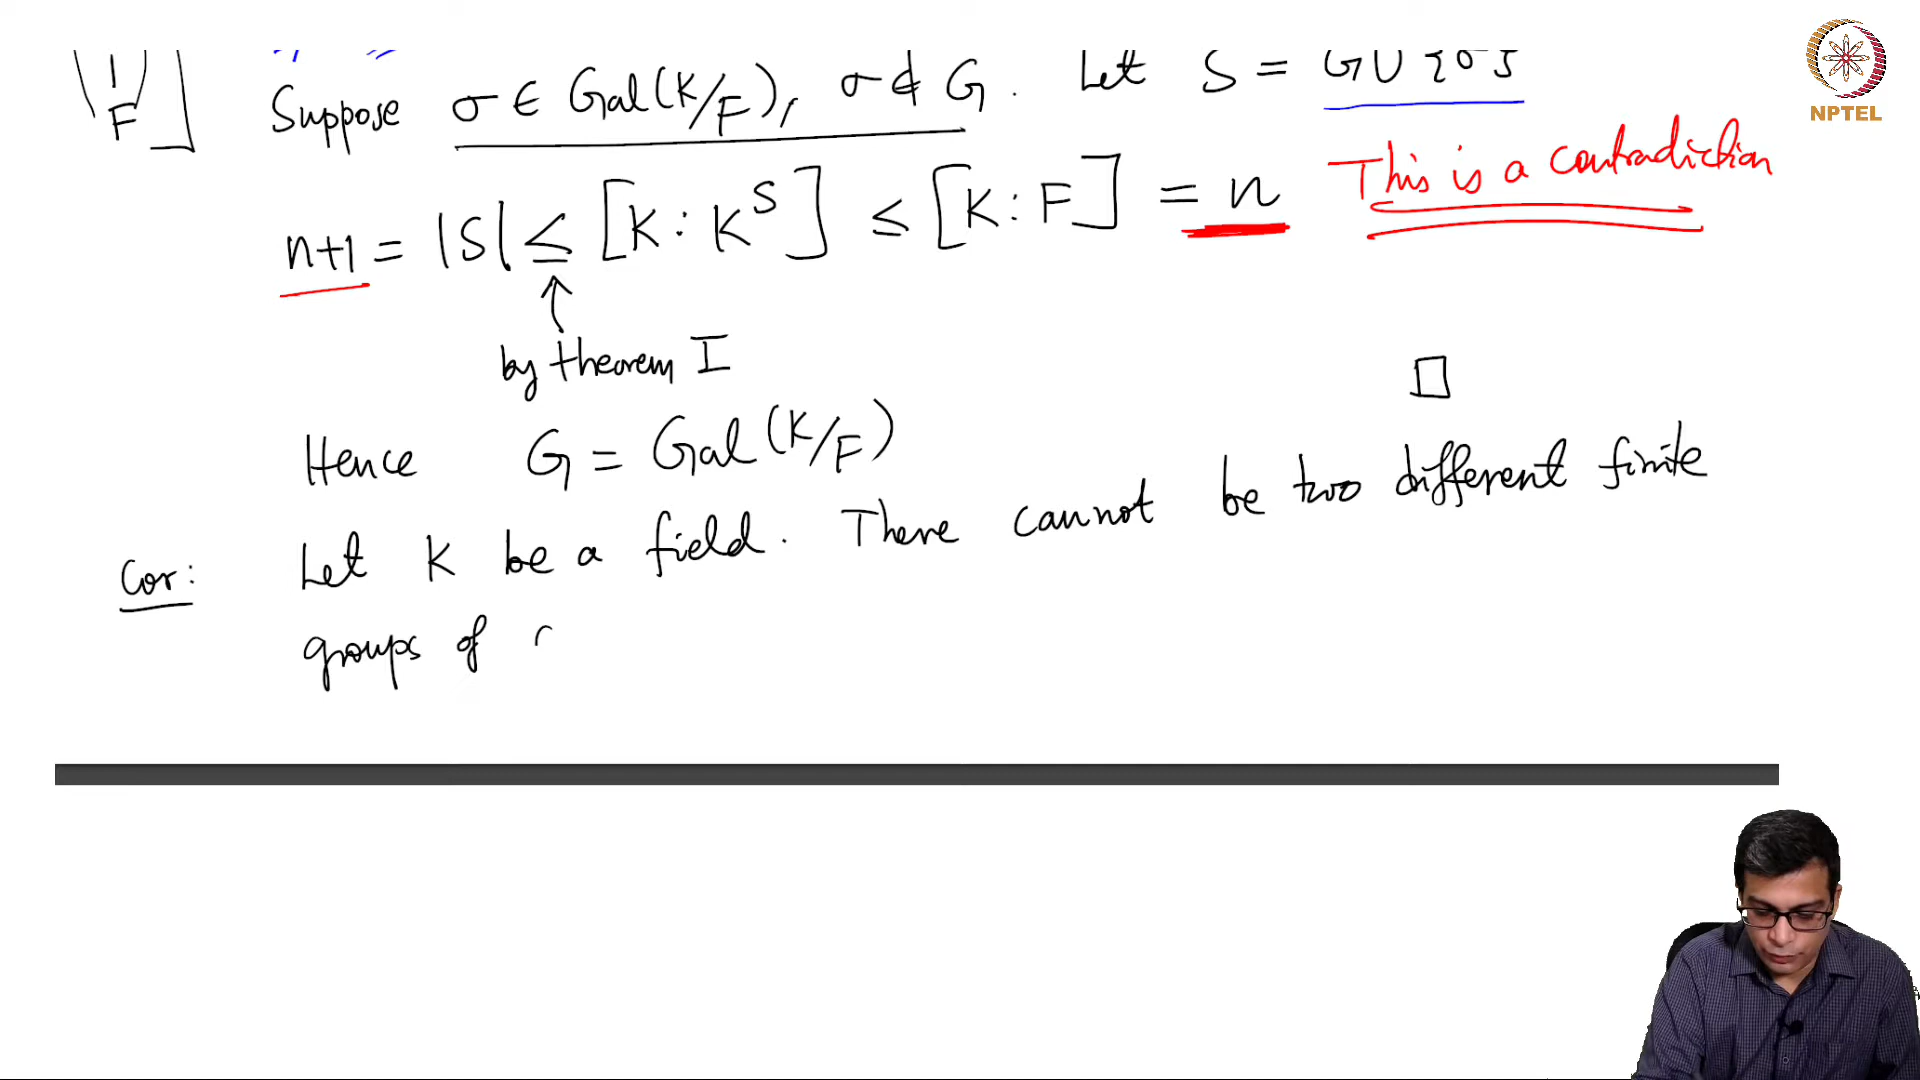 F Suppose σ ∈ Gal(K/F), σ ∉ G. Let S = G ∪ {σ}
NPTEL
This is a contradiction
n+1 = |S| ≤ [K : K^S] ≤ [K : F] = n
by theorem I
Hence G = Gal(K/F) □
Cor: Let K be a field. There cannot be two different finite
groups of